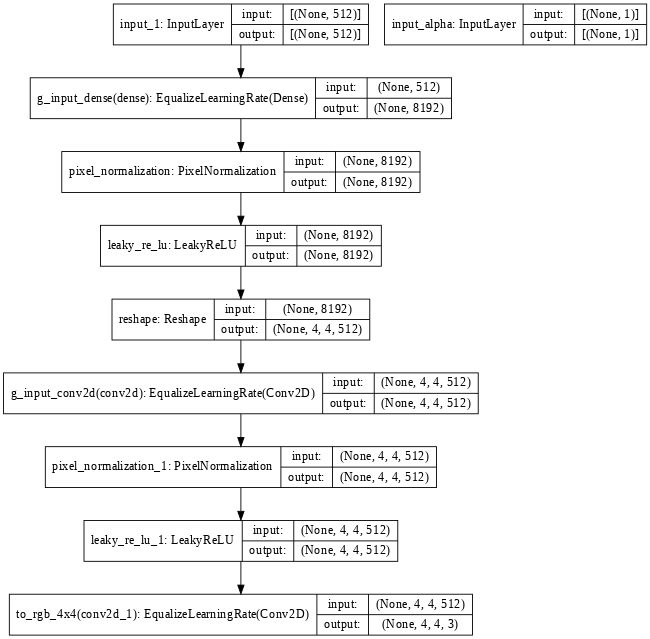 input_1: InputLayer
input: [(None, 512)]
output: [(None, 512)]
input_alpha: InputLayer
input: [(None, 1)]
output: [(None, 1)]
g_input_dense(dense): EqualizeLearningRate(Dense)
input: (None, 512)
output: (None, 8192)
pixel_normalization: PixelNormalization
input: (None, 8192)
output: (None, 8192)
leaky_re_lu: LeakyReLU
input: (None, 8192)
output: (None, 8192)
reshape: Reshape
input: (None, 8192)
output: (None, 4, 4, 512)
g_input_conv2d(conv2d): EqualizeLearningRate(Conv2D)
input: (None, 4, 4, 512)
output: (None, 4, 4, 512)
pixel_normalization_1: PixelNormalization
input: (None, 4, 4, 512)
output: (None, 4, 4, 512)
leaky_re_lu_1: LeakyReLU
input: (None, 4, 4, 512)
output: (None, 4, 4, 512)
to_rgb_4x4(conv2d_1): EqualizeLearningRate(Conv2D)
input: (None, 4, 4, 512)
output: (None, 4, 4, 3)